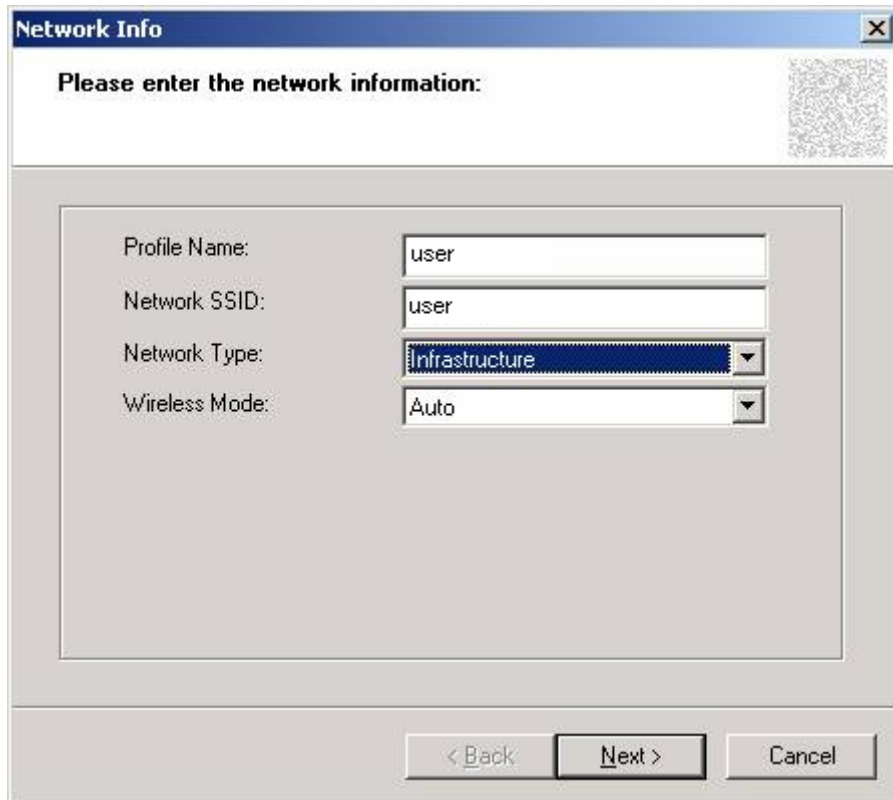 Network Info
Please enter the network information:
Profile Name: user
Network SSID: user
Network Type: Infrastructure
Wireless Mode: Auto
< Back Next > Cancel